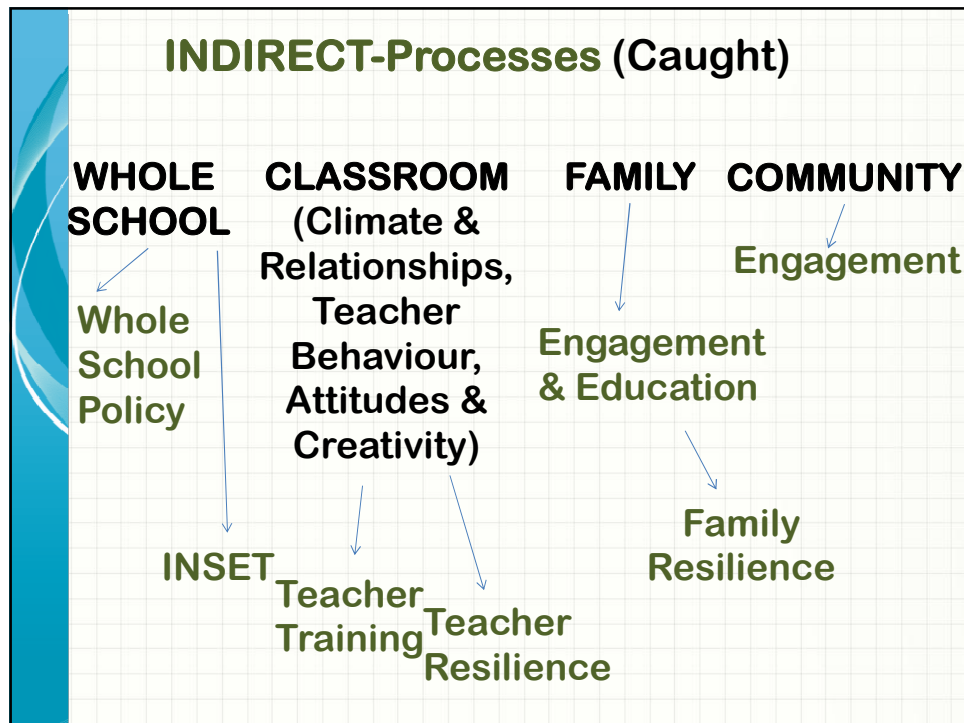 INDIRECT-Processes (Caught)
WHOLE
SCHOOL
Whole
School
Policy
INSET
CLASSROOM
(Climate &
Relationships,
Teacher
Behaviour,
Attitudes &
Creativity)
Teacher
Training
Teacher
Resilience
FAMILY
Engagement
& Education
Family
Resilience
COMMUNITY
Engagement